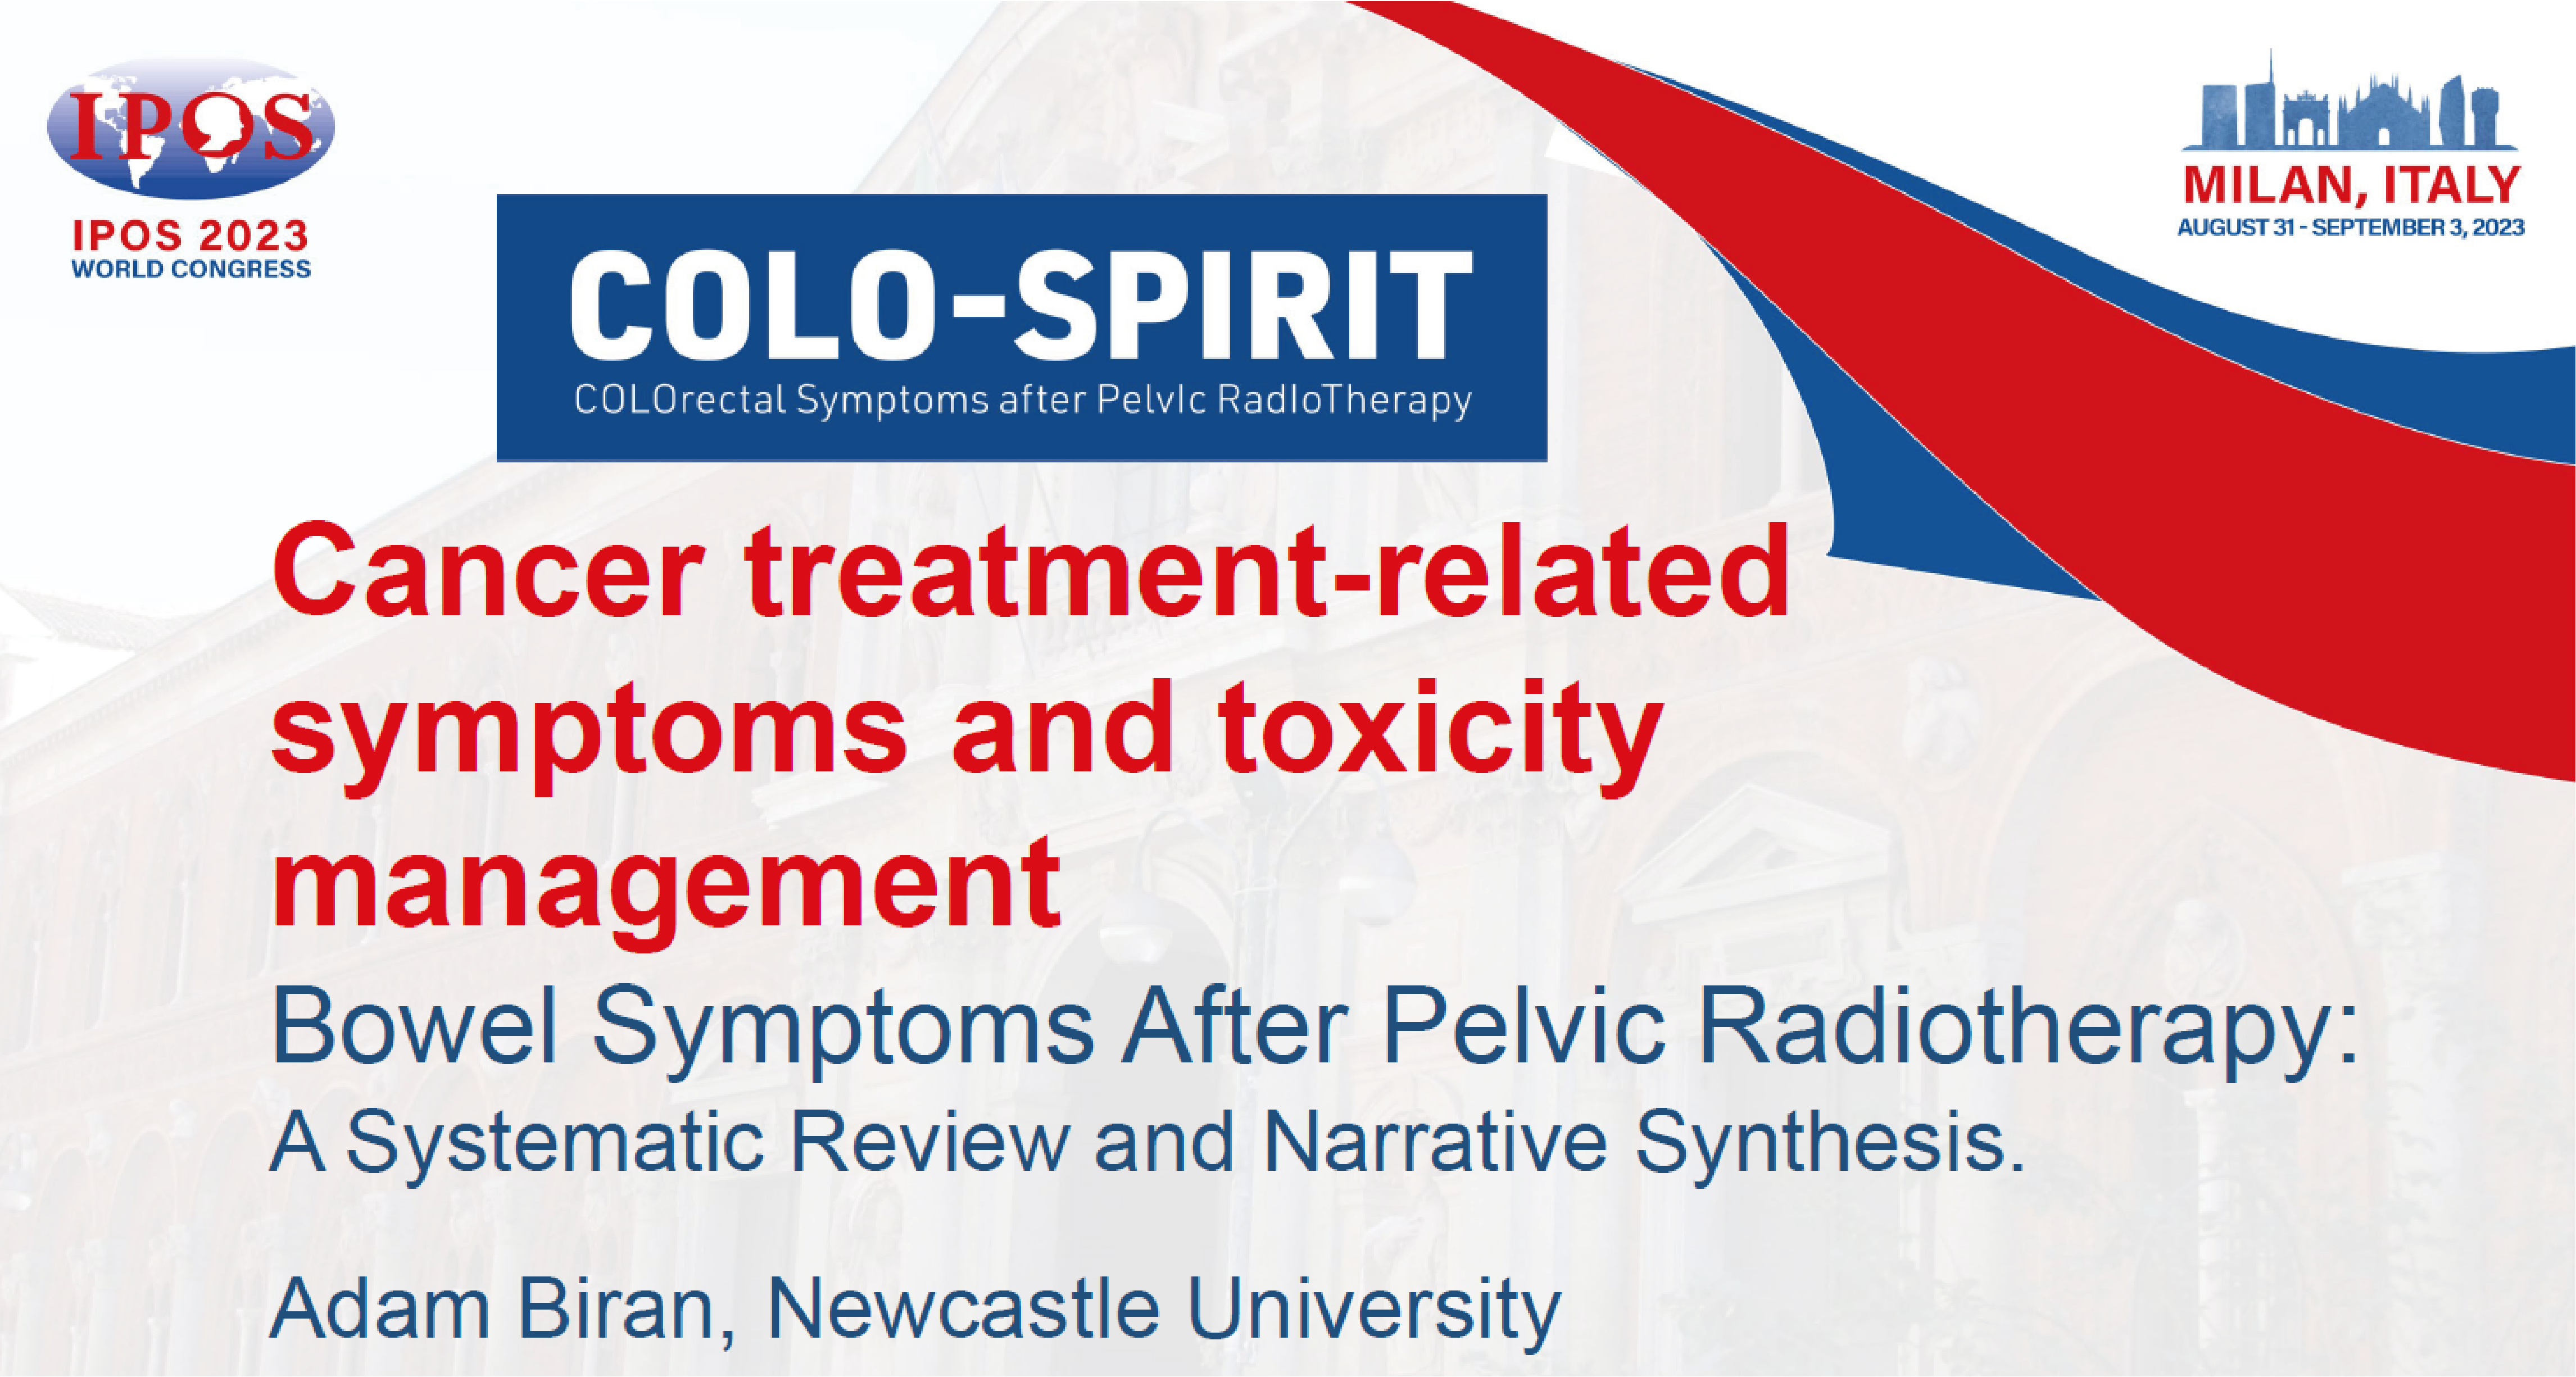 IPOS
IPOS 2023
WORLD CONGRESS
MILAN, ITALY
AUGUST 31 - SEPTEMBER 3, 2023
COLO-SPIRIT
COLOrectal Symptoms after PelvIc RadIoTherapy
Cancer treatment-related
symptoms and toxicity
management
Bowel Symptoms After Pelvic Radiotherapy:
A Systematic Review and Narrative Synthesis.
Adam Biran, Newcastle University